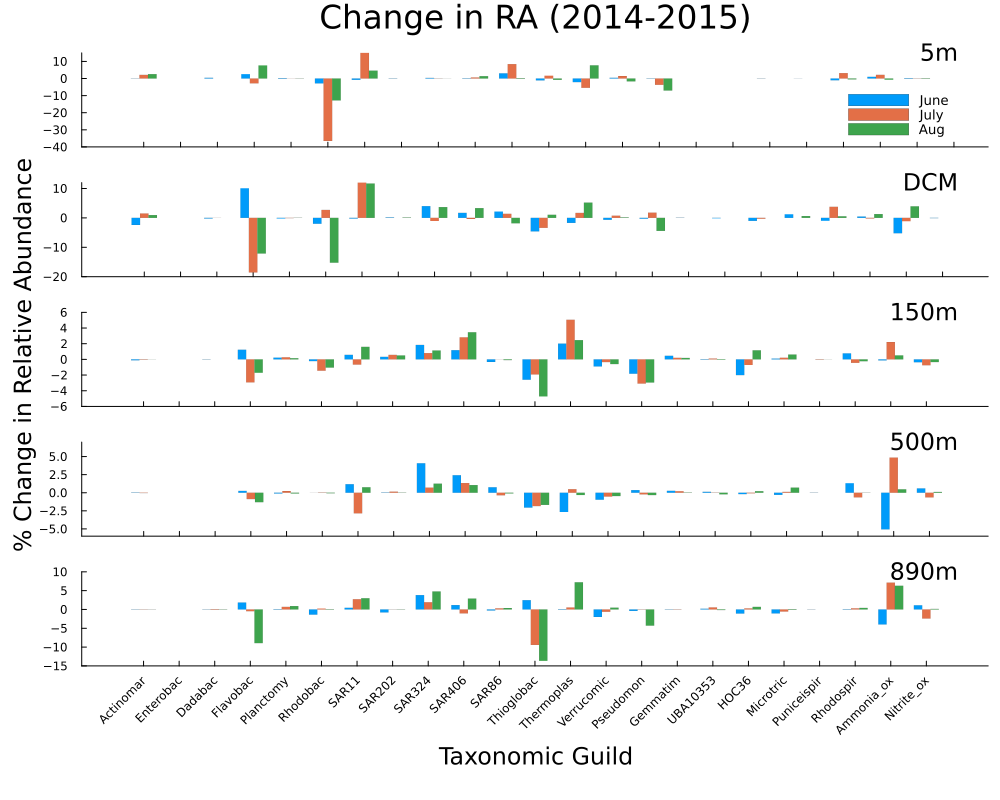 Change in RA (2014-2015)
% Change in Relative Abundance
5m
10
0
−10
−20
−30
−40
June
July
Aug
DCM
10
0
−10
−20
150m
6
4
2
0
−2
−4
−6
500m
5.0
2.5
0.0
−2.5
−5.0
890m
10
5
0
−5
−10
−15
Actinomar
Enterobac
Dadabac
Flavobac
Planctomy
Rhodobac
SAR11
SAR202
SAR324
SAR406
SAR86
Thioglobac
Thermoplas
Verrucomic
Pseudomon
Gemmatim
UBA10353
HOC36
Microtric
Puniceispir
Rhodospir
Ammonia_ox
Nitrite_ox
Taxonomic Guild